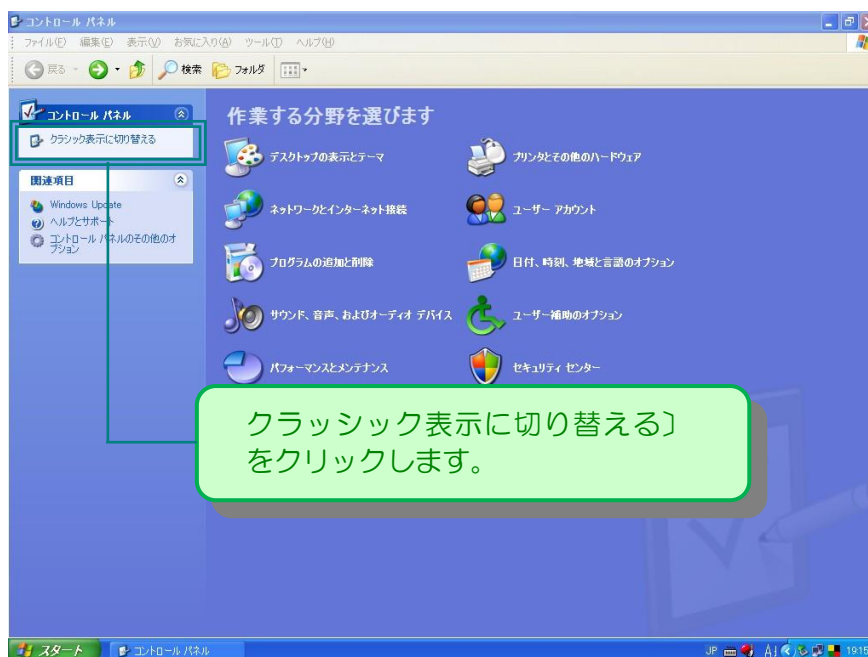 コントロール パネル
ファイル(F) 編集(E) 表示(V) お気に入り(A) ツール(T) ヘルプ(H)
戻る 検索 フォルダ
コントロール パネル
クラシック表示に切り替える
関連項目
Windows Update
ヘルプとサポート
コントロール パネルのその他のオ
プション
作業する分野を選びます
デスクトップの表示とテーマ
プリンタとその他のハードウェア
ネットワークとインターネット接続
ユーザー アカウント
プログラムの追加と削除
日付、時刻、地域と言語のオプション
サウンド、音声、およびオーディオ デバイス
ユーザー補助のオプション
パフォーマンスとメンテナンス
セキュリティ センター
クラッシック表示に切り替える〕
をクリックします。
スタート
コントロール パネル
JP
A
19:16